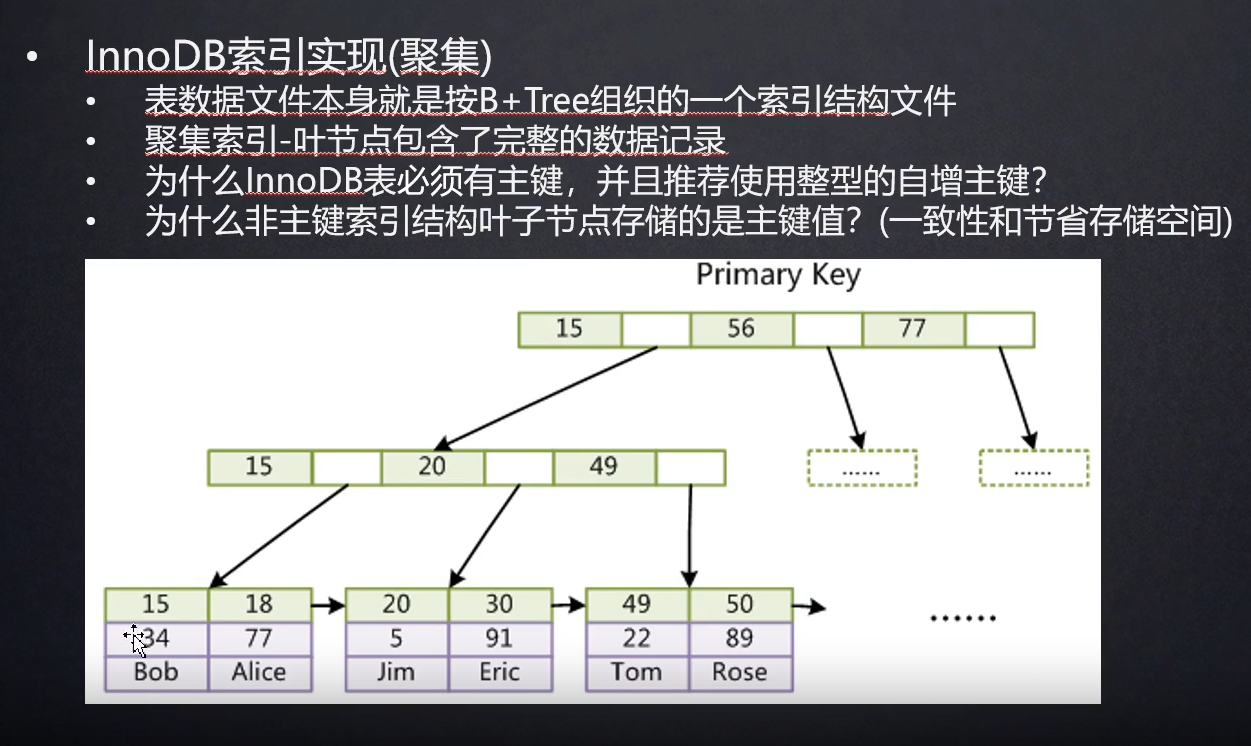 InnoDB索引实现(聚集)
表数据文件本身就是按B+Tree组织的一个索引结构文件
聚集索引-叶节点包含了完整的数据记录
为什么InnoDB表必须有主键，并且推荐使用整型的自增主键？
为什么非主键索引结构叶子节点存储的是主键值？(一致性和节省存储空间)
Primary Key
15 56 77
15 20 49 ...... ......
15 18 20 30 49 50
34 77 5 91 22 89 ......
Bob Alice Jim Eric Tom Rose